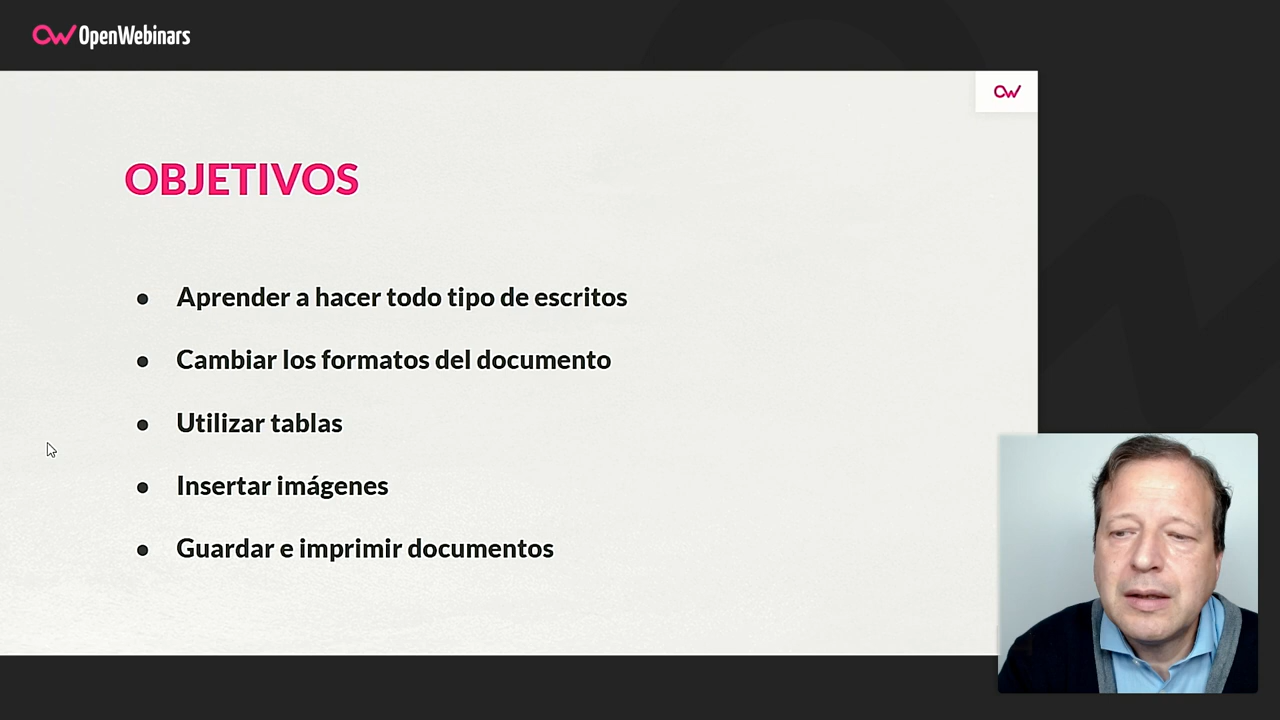 OpenWebinars
OBJETIVOS
● Aprender a hacer todo tipo de escritos
● Cambiar los formatos del documento
● Utilizar tablas
● Insertar imágenes
● Guardar e imprimir documentos